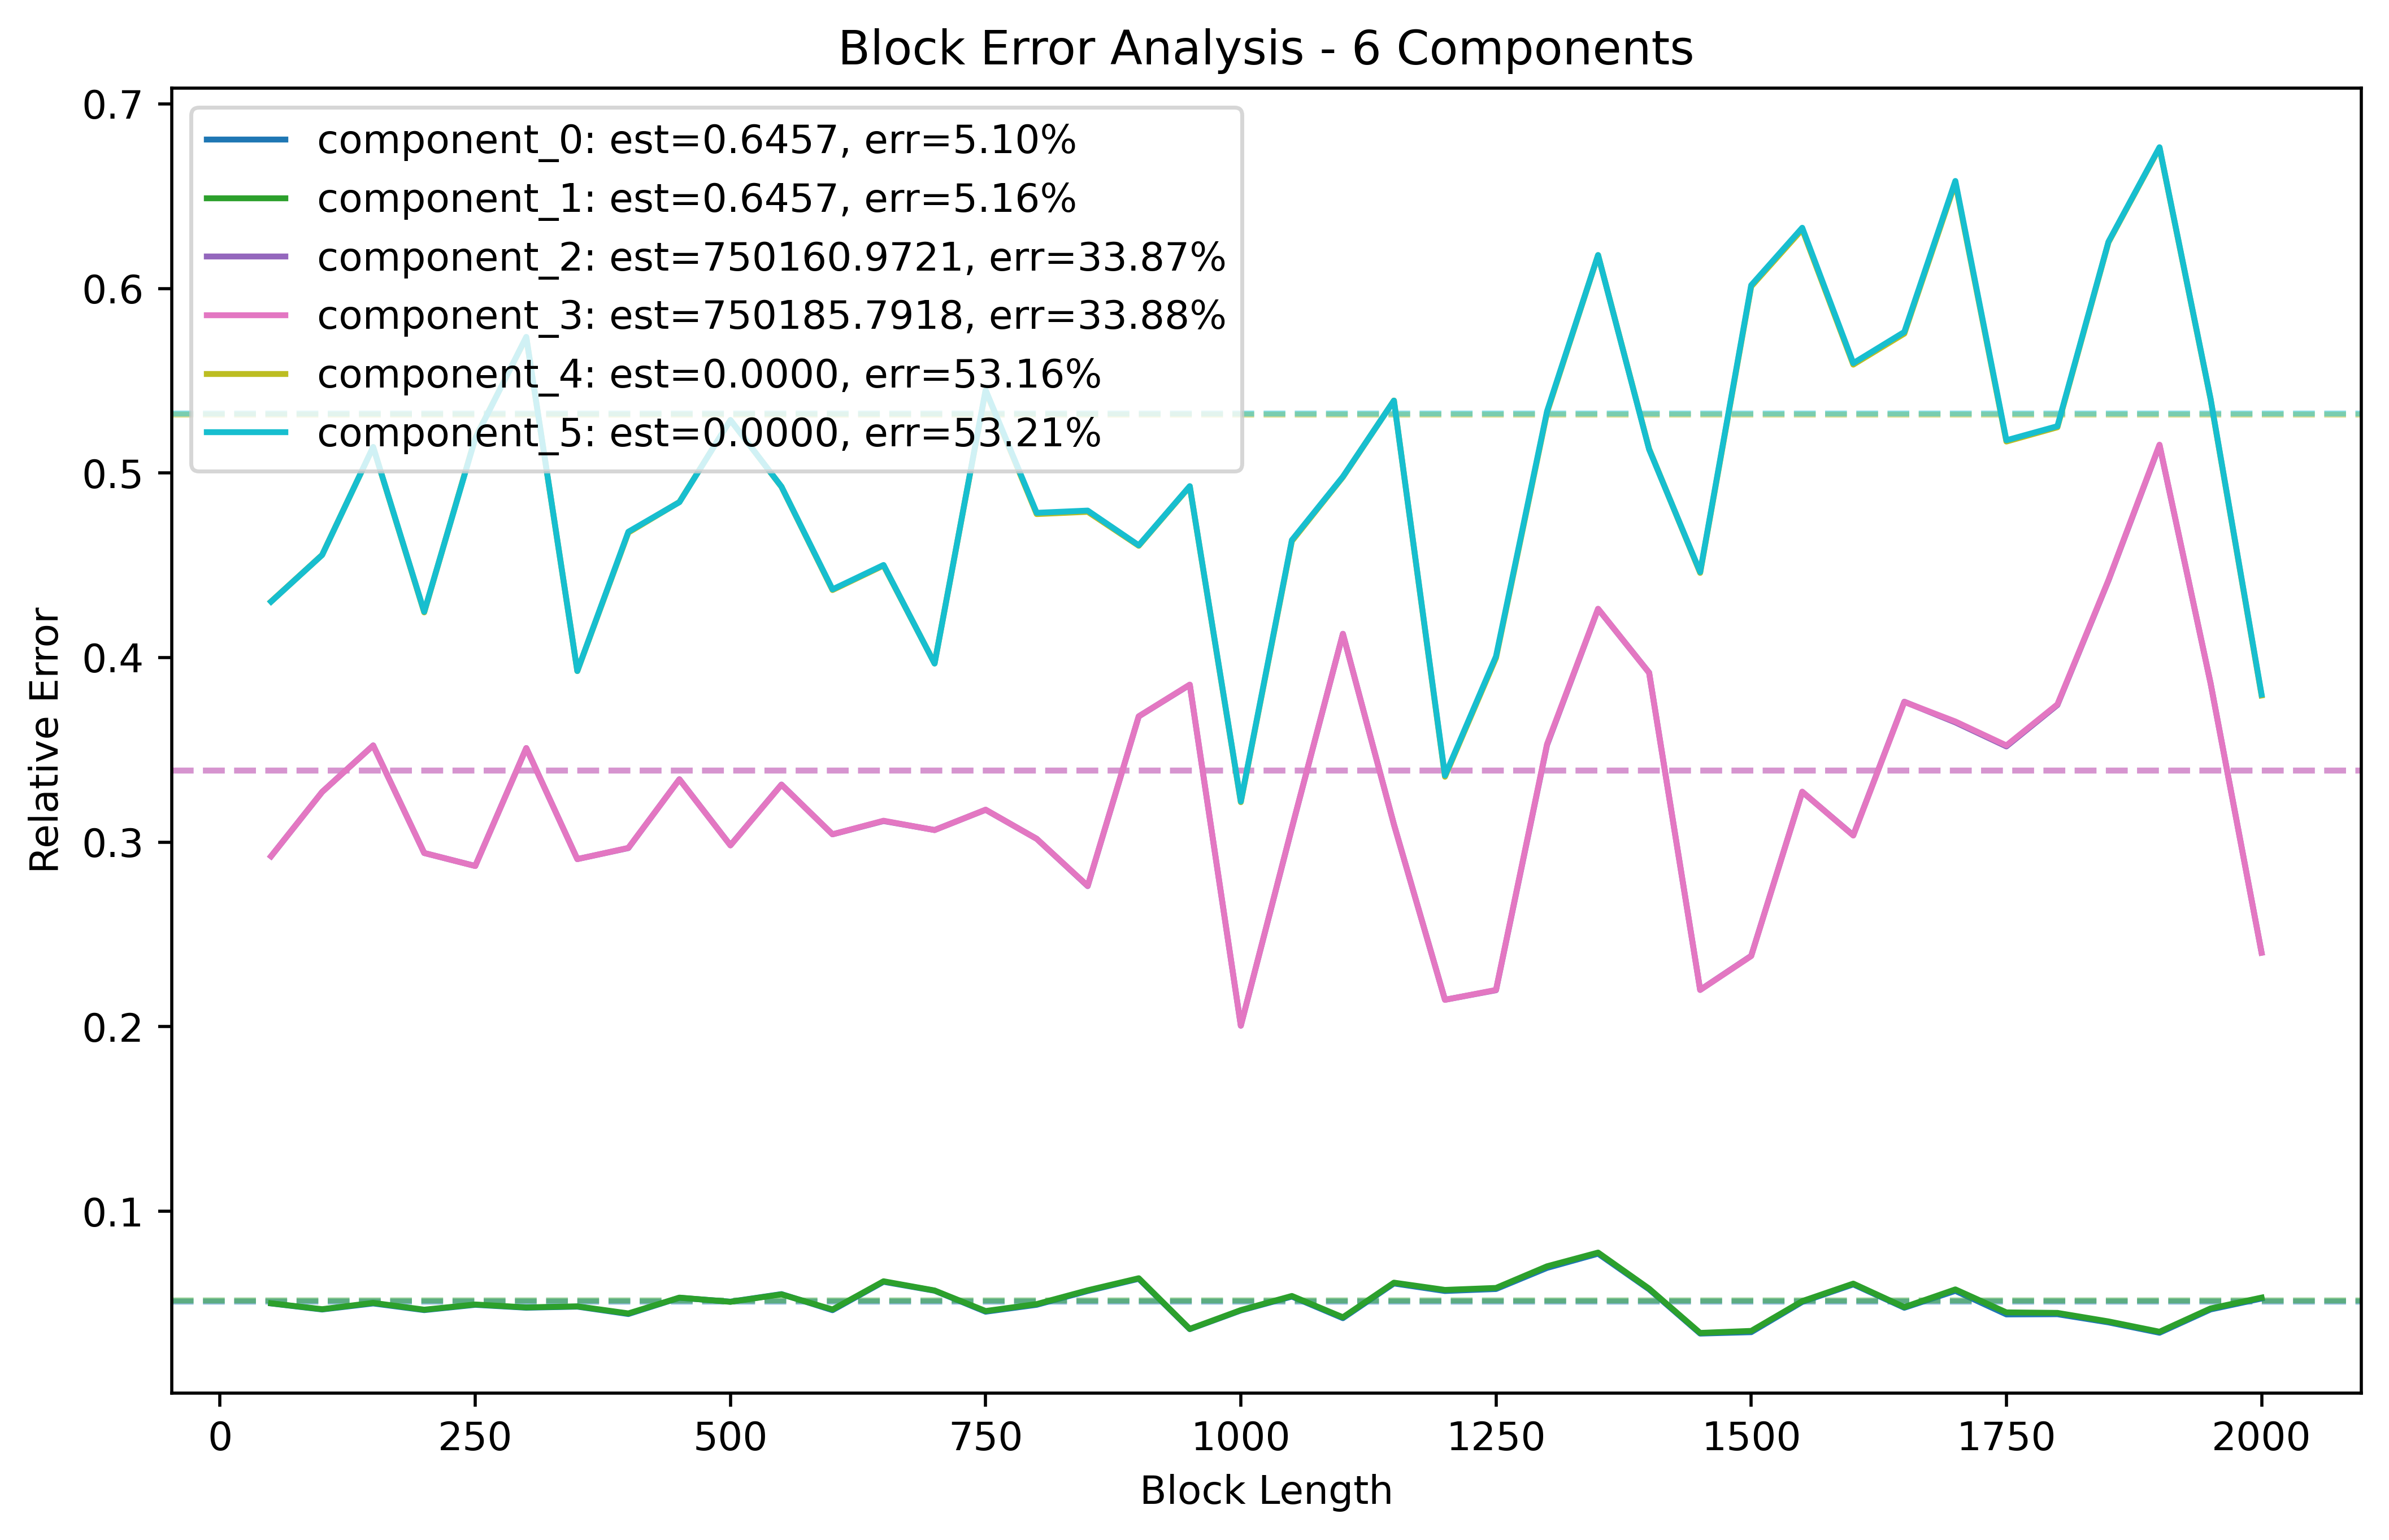 Block Error Analysis - 6 Components
0.7
0.6
0.5
0.4
0.3
0.2
0.1
Relative Error
component_0: est=0.6457, err=5.10%
component_1: est=0.6457, err=5.16%
component_2: est=750160.9721, err=33.87%
component_3: est=750185.7918, err=33.88%
component_4: est=0.0000, err=53.16%
component_5: est=0.0000, err=53.21%
0 250 500 750 1000 1250 1500 1750 2000
Block Length